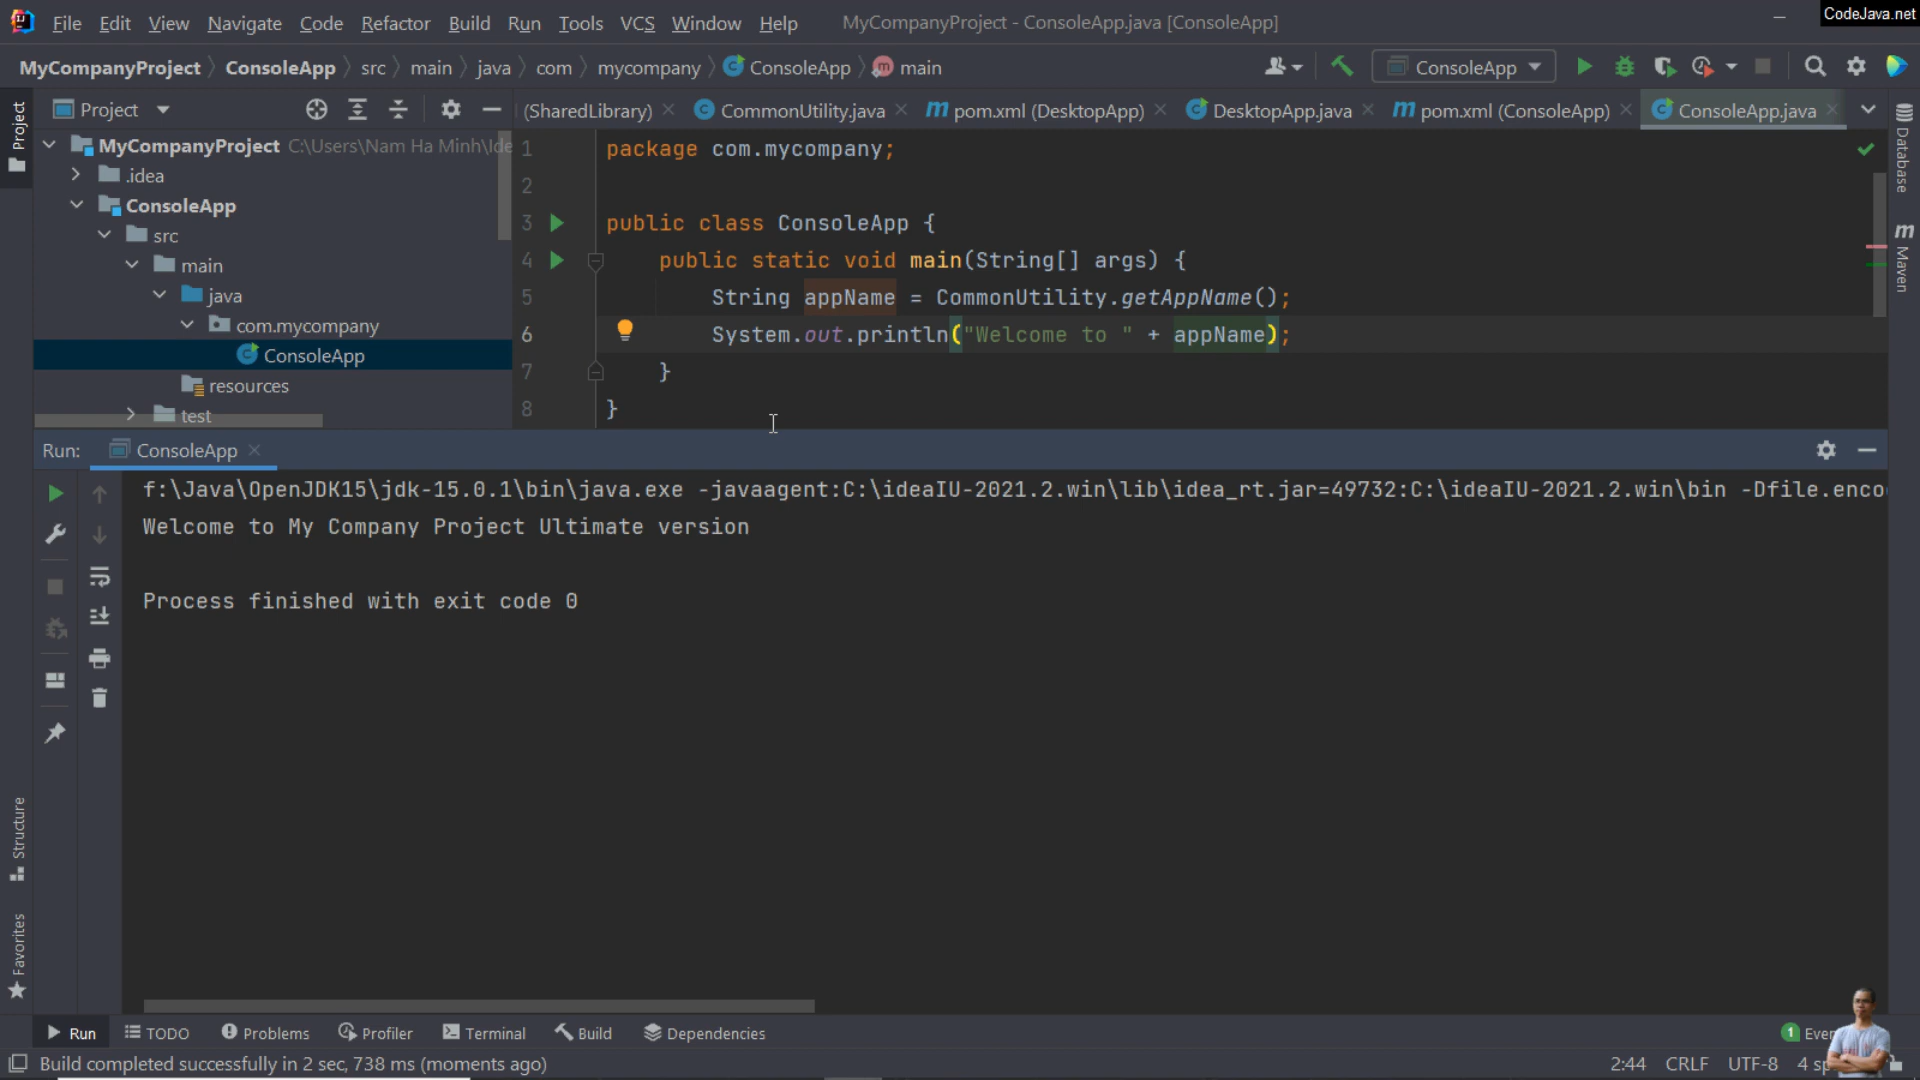 File Edit View Navigate Code Refactor Build Run Tools VCS Window Help MyCompanyProject - ConsoleApp.java [ConsoleApp]
CodeJava.net
MyCompanyProject ConsoleApp src main java com mycompany ConsoleApp main
ConsoleApp
Project
(SharedLibrary) CommonUtility.java pom.xml (DesktopApp) DesktopApp.java pom.xml (ConsoleApp) ConsoleApp.java
Project
MyCompanyProject C:\Users\Nam Ha Minh\Ide
.idea
ConsoleApp
src
main
java
com.mycompany
ConsoleApp
resources
test
1 package com.mycompany;
2
3 public class ConsoleApp {
4 public static void main(String[] args) {
5 String appName = CommonUtility.getAppName();
6 System.out.println("Welcome to " + appName);
7 }
8 }
Database
Maven
Run: ConsoleApp
f:\Java\OpenJDK15\jdk-15.0.1\bin\java.exe -javaagent:C:\ideaIU-2021.2.win\lib\idea_rt.jar=49732:C:\ideaIU-2021.2.win\bin -Dfile.enco
Welcome to My Company Project Ultimate version
Process finished with exit code 0
Structure
Favorites
Run TODO Problems Profiler Terminal Build Dependencies
1 Even
Build completed successfully in 2 sec, 738 ms (moments ago)
2:44 CRLF UTF-8 4 sp